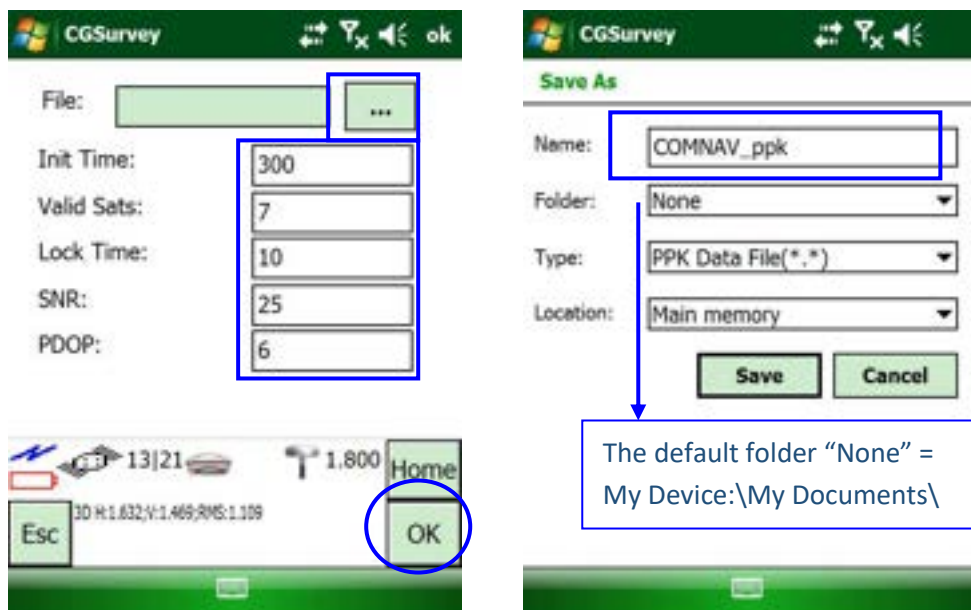 CGSurvey ok
File: ...
Init Time: 300
Valid Sats: 7
Lock Time: 10
SNR: 25
PDOP: 6
13|21 1.800 Home
3D H:1.632;V:1.469;RMS:1.109
Esc OK
CGSurvey
Save As
Name: COMNAV_ppk
Folder: None
Type: PPK Data File(*.*)
Location: Main memory
Save Cancel
The default folder “None” =
My Device:\My Documents\